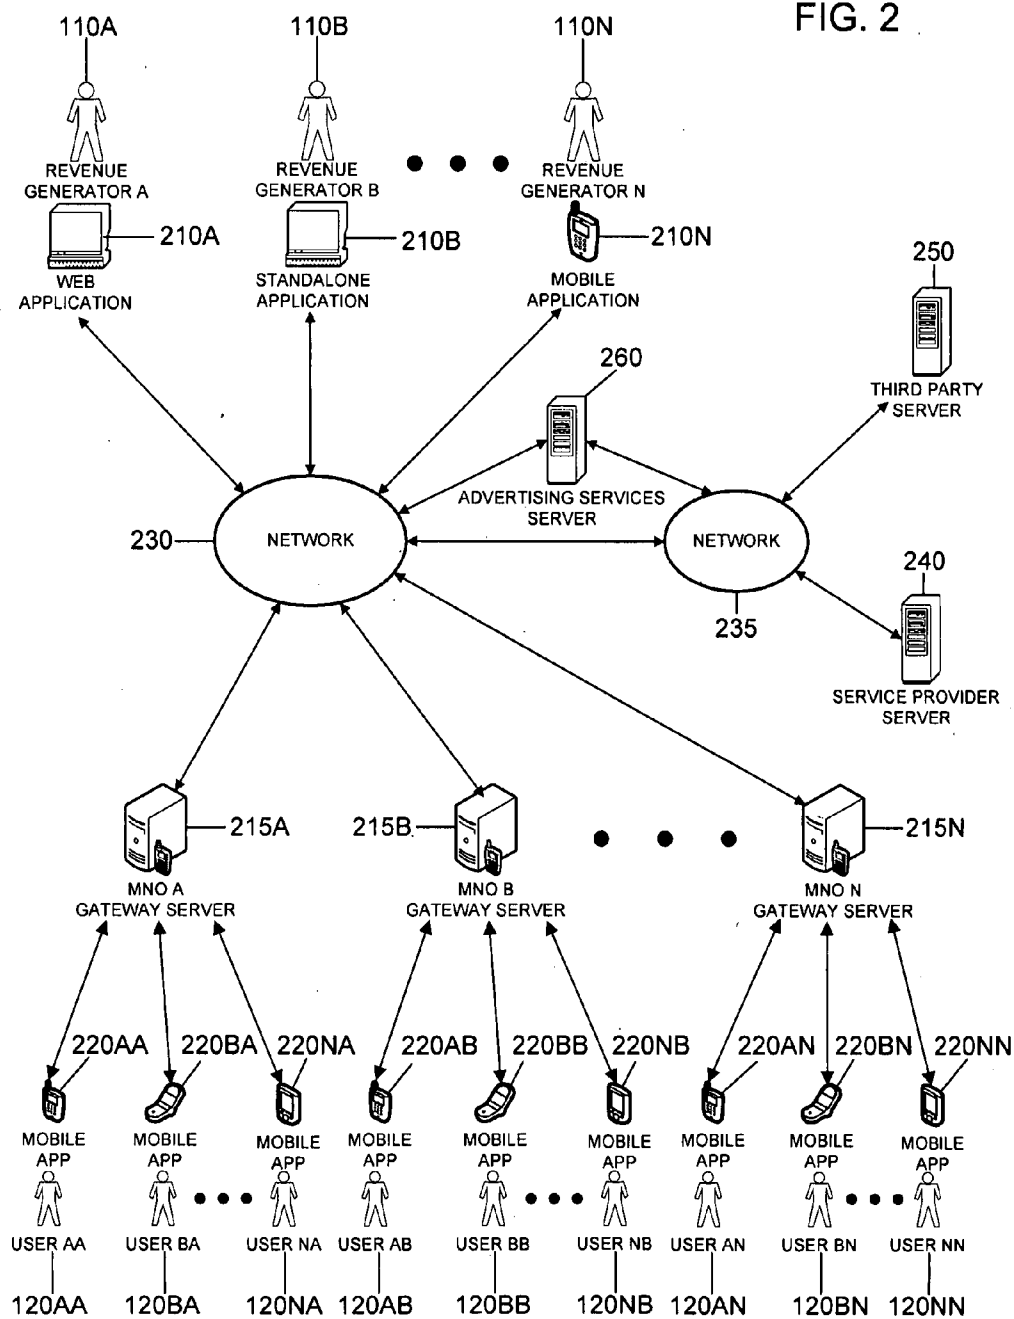 FIG. 2
110A 110B 110N
REVENUE GENERATOR A
REVENUE GENERATOR B
REVENUE GENERATOR N
210A 210B 210N
WEB APPLICATION
STANDALONE APPLICATION
MOBILE APPLICATION
250
THIRD PARTY SERVER
260
ADVERTISING SERVICES SERVER
230
NETWORK
NETWORK
235
240
SERVICE PROVIDER SERVER
215A 215B 215N
MNO A GATEWAY SERVER
MNO B GATEWAY SERVER
MNO N GATEWAY SERVER
220AA 220BA 220NA 220AB 220BB 220NB 220AN 220BN 220NN
MOBILE APP
MOBILE APP
MOBILE APP
MOBILE APP
MOBILE APP
MOBILE APP
MOBILE APP
MOBILE APP
MOBILE APP
USER AA USER BA USER NA USER AB USER BB USER NB USER AN USER BN USER NN
120AA 120BA 120NA 120AB 120BB 120NB 120AN 120BN 120NN